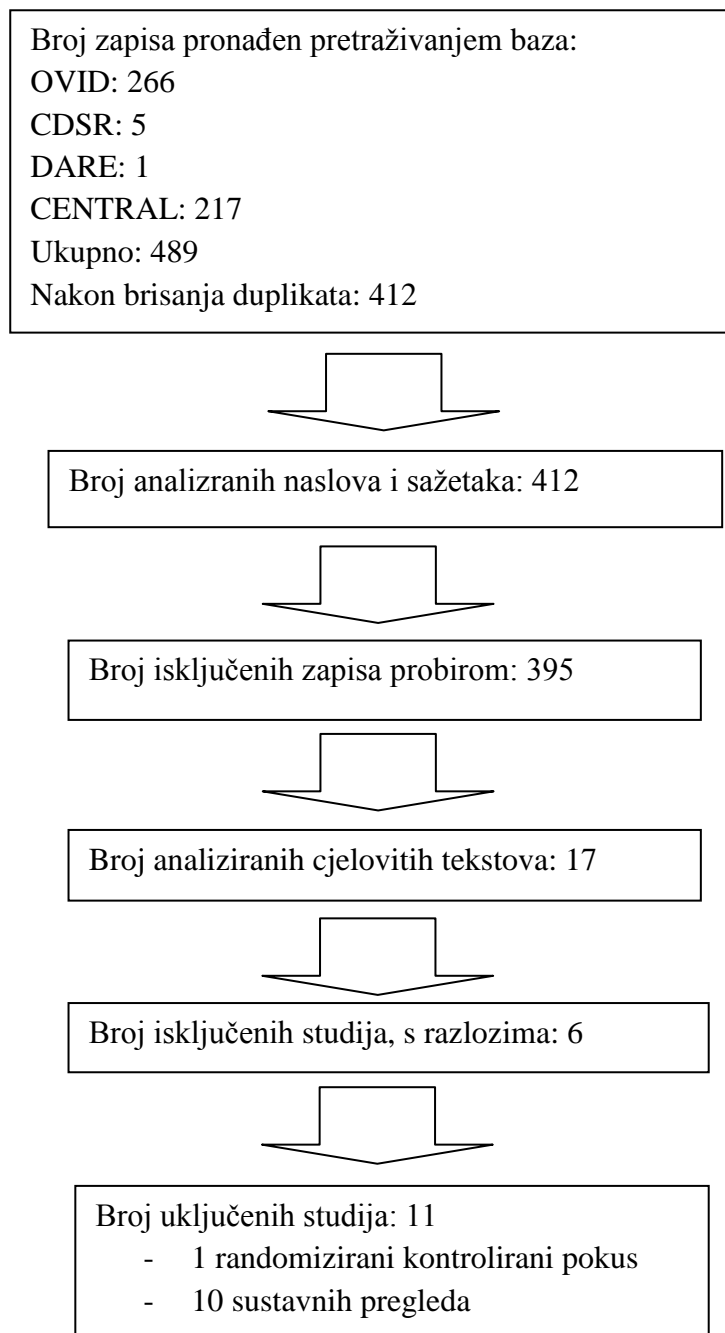 Broj zapisa pronađen pretraživanjem baza:
OVID: 266
CDSR: 5
DARE: 1
CENTRAL: 217
Ukupno: 489
Nakon brisanja duplikata: 412
Broj analizranih naslova i sažetaka: 412
Broj isključenih zapisa probirom: 395
Broj analiziranih cjelovitih tekstova: 17
Broj isključenih studija, s razlozima: 6
Broj uključenih studija: 11
- 1 randomizirani kontrolirani pokus
- 10 sustavnih pregleda